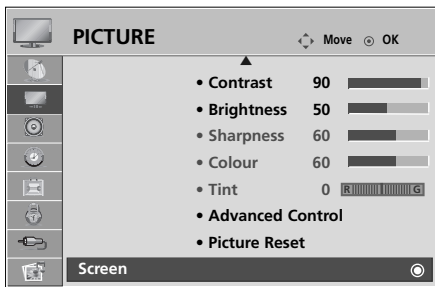 PICTURE Move OK
• Contrast 90
• Brightness 50
• Sharpness 60
• Colour 60
• Tint 0 R G
• Advanced Control
• Picture Reset
Screen